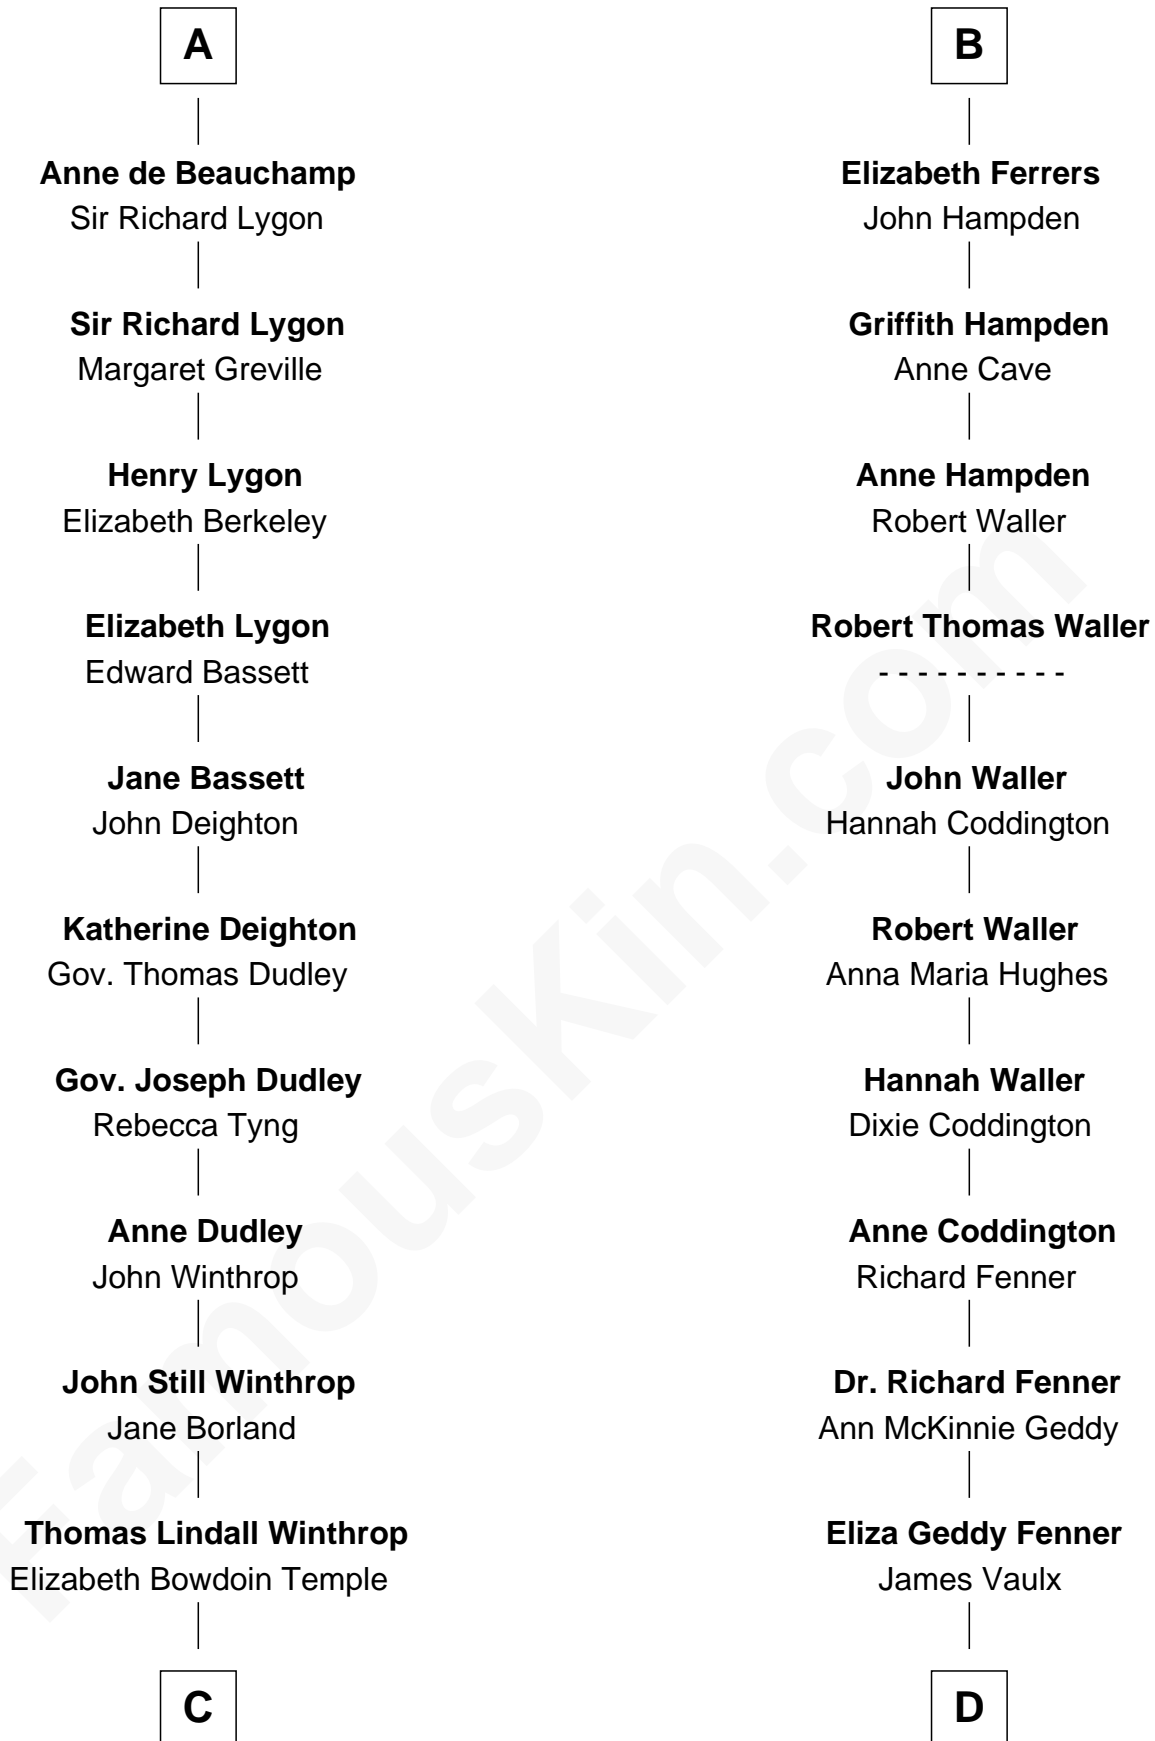 A
Anne de Beauchamp
Sir Richard Lygon
Sir Richard Lygon
Margaret Greville
Henry Lygon
Elizabeth Berkeley
Elizabeth Lygon
Edward Bassett
Jane Bassett
John Deighton
Katherine Deighton
Gov. Thomas Dudley
Gov. Joseph Dudley
Rebecca Tyng
Anne Dudley
John Winthrop
John Still Winthrop
Jane Borland
Thomas Lindall Winthrop
Elizabeth Bowdoin Temple
C
B
Elizabeth Ferrers
John Hampden
Griffith Hampden
Anne Cave
Anne Hampden
Robert Waller
Robert Thomas Waller
- - - - - - - - - -
John Waller
Hannah Coddington
Robert Waller
Anna Maria Hughes
Hannah Waller
Dixie Coddington
Anne Coddington
Richard Fenner
Dr. Richard Fenner
Ann McKinnie Geddy
Eliza Geddy Fenner
James Vaulx
D
FamousKin.com